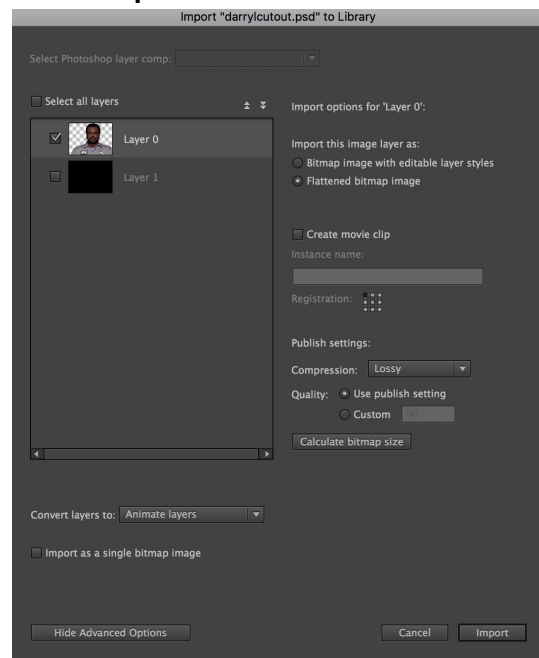 Import "darrylcutout.psd" to Library
Select Photoshop layer comp:
Select all layers
Layer 0
Layer 1
Import options for 'Layer 0':
Import this image layer as:
Bitmap image with editable layer styles
Flattened bitmap image
Create movie clip
Instance name:
Registration:
Publish settings:
Compression: Lossy
Quality: Use publish setting
Custom 90
Calculate bitmap size
Convert layers to: Animate layers
Import as a single bitmap image
Hide Advanced Options Cancel Import